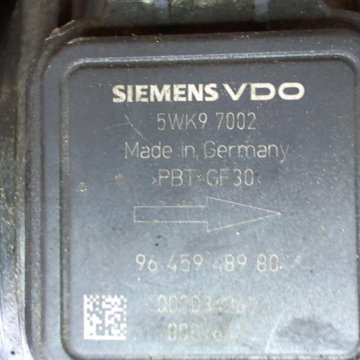 SIEMENS VDO
5WK9 7002
Made in Germany
>PBT-GF30<
96 459 489 80